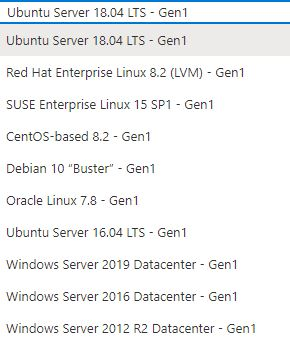 Ubuntu Server 18.04 LTS - Gen1
Ubuntu Server 18.04 LTS - Gen1
Red Hat Enterprise Linux 8.2 (LVM) - Gen1
SUSE Enterprise Linux 15 SP1 - Gen1
CentOS-based 8.2 - Gen1
Debian 10 “Buster” - Gen1
Oracle Linux 7.8 - Gen1
Ubuntu Server 16.04 LTS - Gen1
Windows Server 2019 Datacenter - Gen1
Windows Server 2016 Datacenter - Gen1
Windows Server 2012 R2 Datacenter - Gen1